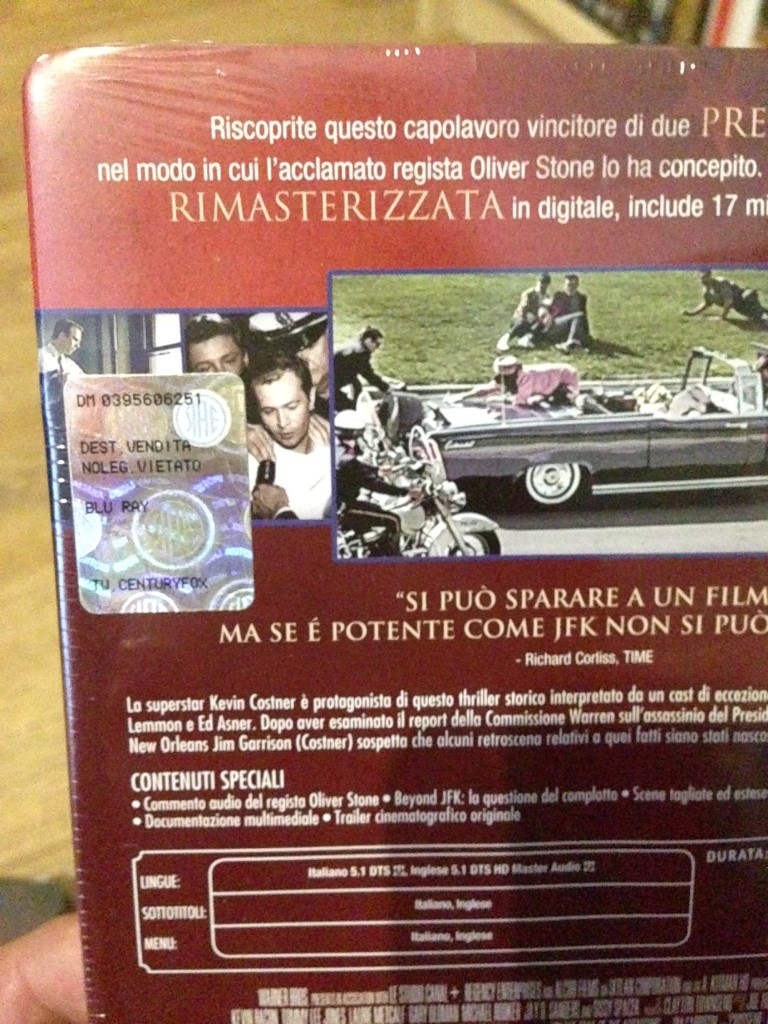 Riscoprite questo capolavoro vincitore di due PRE
nel modo in cui l'acclamato regista Oliver Stone lo ha concepito.
RIMASTERIZZATA in digitale, include 17 mi
DM 0395606251
SIAE
DEST.VENDITA
NOLEG.VIETATO
BLU RAY
TW.CENTURYFOX
"SI PUÒ SPARARE A UN FILM
MA SE É POTENTE COME JFK NON SI PUÒ
- Richard Corliss, TIME
La superstar Kevin Costner è protagonista di questo thriller storico interpretato da un cast di eccezion
Lemmon e Ed Asner. Dopo aver esaminato il report della Commissione Warren sull'assassinio del Presid
New Orleans Jim Garrison (Costner) sospetta che alcuni retroscena relativi a quei fatti siano stati nasco
CONTENUTI SPECIALI
• Commento audio del regista Oliver Stone • Beyond JFK: la questione del complotto • Scene tagliate ed estese
• Documentazione multimediale • Trailer cinematografico originale
DURATA:
LINGUE: Italiano 5.1 DTS, Inglese 5.1 DTS HD Master Audio
SOTTOTITOLI: Italiano, Inglese
MENU: Italiano, Inglese